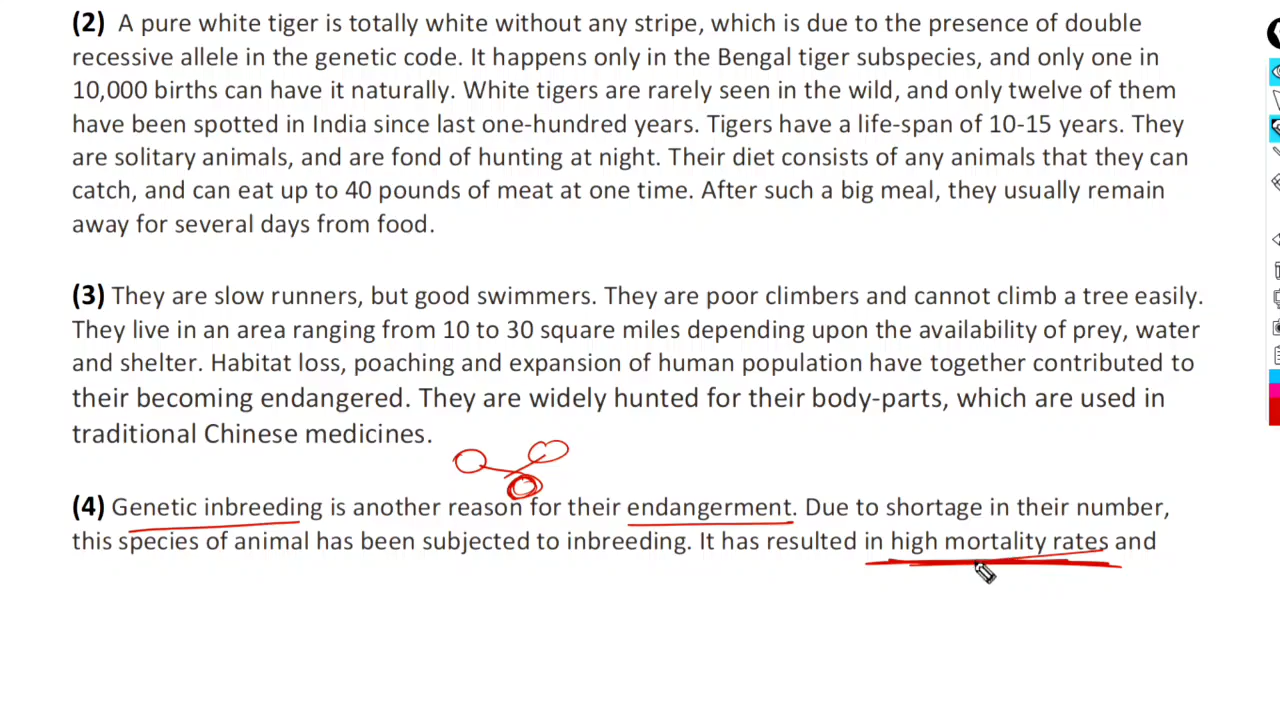 (2) A pure white tiger is totally white without any stripe, which is due to the presence of double
recessive allele in the genetic code. It happens only in the Bengal tiger subspecies, and only one in
10,000 births can have it naturally. White tigers are rarely seen in the wild, and only twelve of them
have been spotted in India since last one-hundred years. Tigers have a life-span of 10-15 years. They
are solitary animals, and are fond of hunting at night. Their diet consists of any animals that they can
catch, and can eat up to 40 pounds of meat at one time. After such a big meal, they usually remain
away for several days from food.
(3) They are slow runners, but good swimmers. They are poor climbers and cannot climb a tree easily.
They live in an area ranging from 10 to 30 square miles depending upon the availability of prey, water
and shelter. Habitat loss, poaching and expansion of human population have together contributed to
their becoming endangered. They are widely hunted for their body-parts, which are used in
traditional Chinese medicines.
(4) Genetic inbreeding is another reason for their endangerment. Due to shortage in their number,
this species of animal has been subjected to inbreeding. It has resulted in high mortality rates and